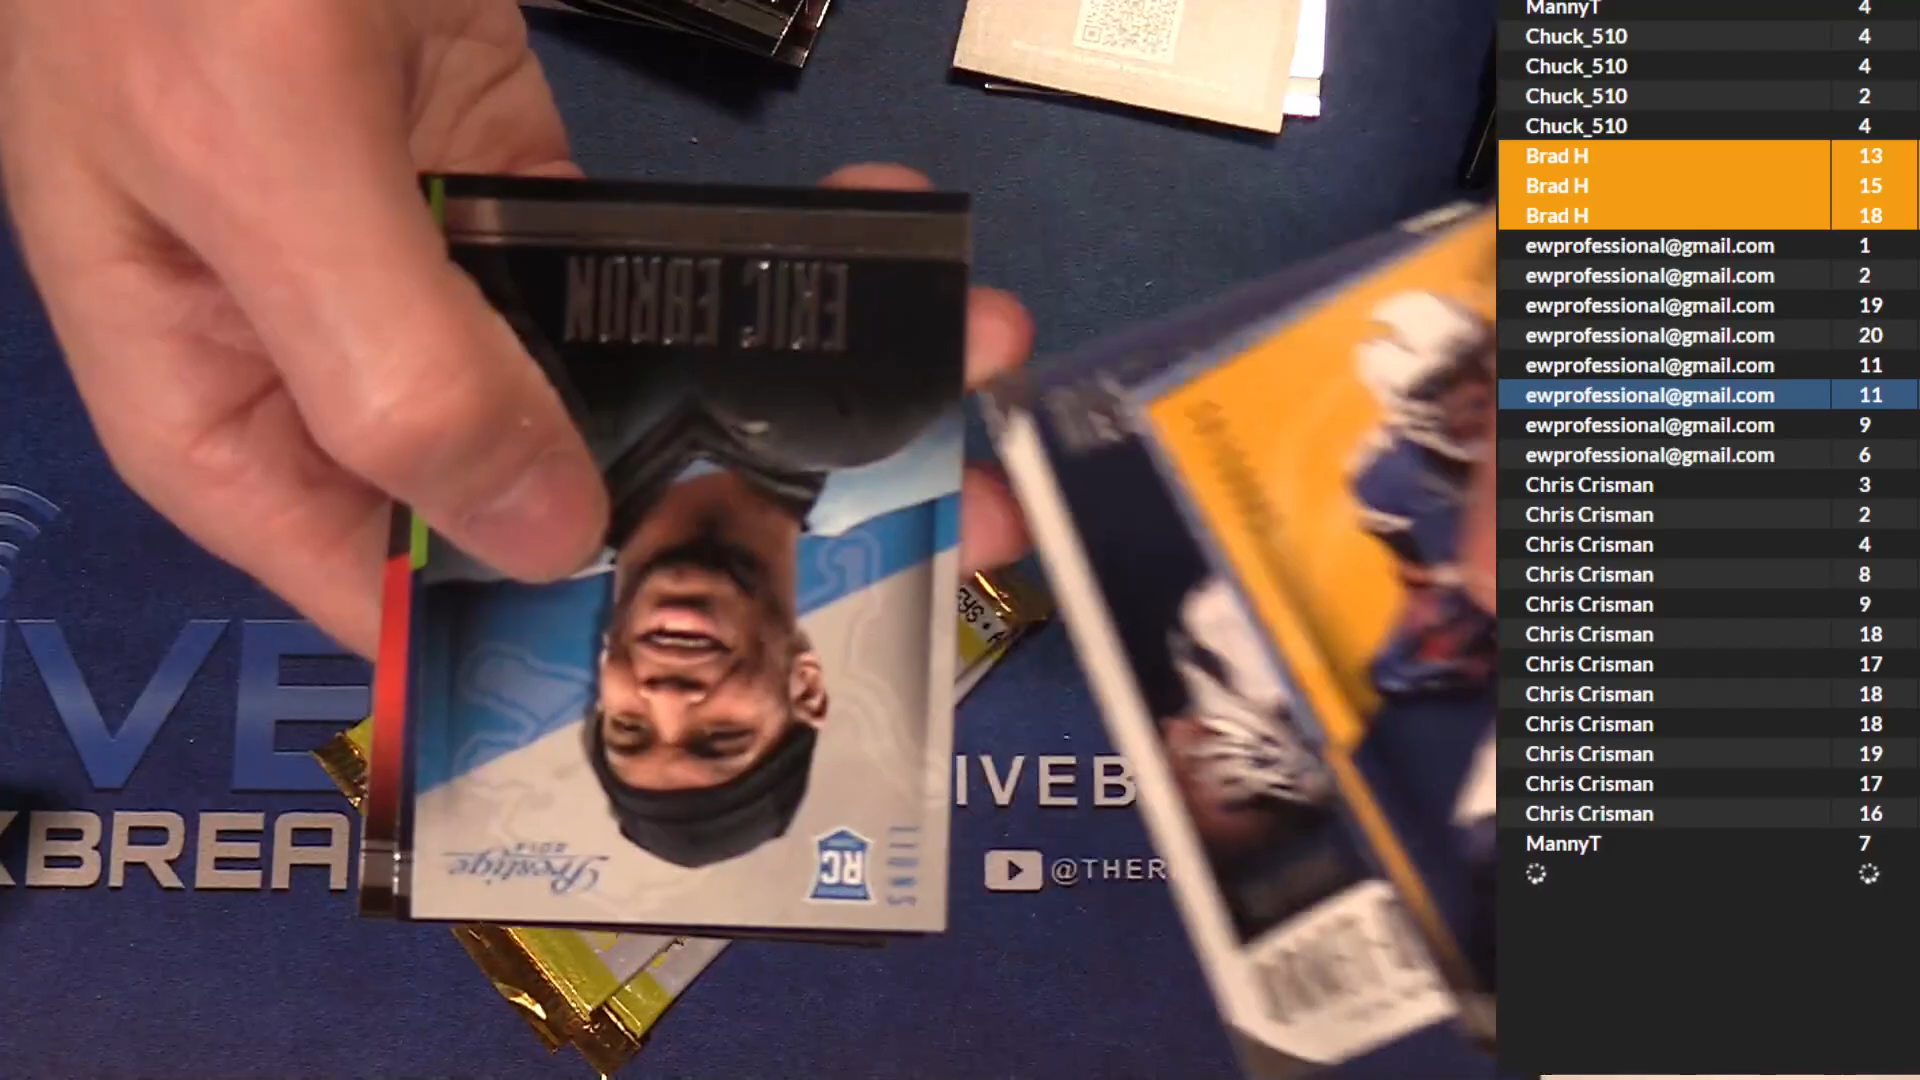 MannyT 4
Chuck_510 4
Chuck_510 4
Chuck_510 2
Chuck_510 4
Brad H 13
Brad H 15
Brad H 18
ewprofessional@gmail.com 1
ewprofessional@gmail.com 2
ewprofessional@gmail.com 19
ewprofessional@gmail.com 20
ewprofessional@gmail.com 11
ewprofessional@gmail.com 11
ewprofessional@gmail.com 9
ewprofessional@gmail.com 6
Chris Crisman 3
Chris Crisman 2
Chris Crisman 4
Chris Crisman 8
Chris Crisman 9
Chris Crisman 18
Chris Crisman 17
Chris Crisman 18
Chris Crisman 18
Chris Crisman 19
Chris Crisman 17
Chris Crisman 16
MannyT 7
ERIC EBRON
LIONS
RC
Prestige
2014
IVE
XBREA
IVEB
@THER